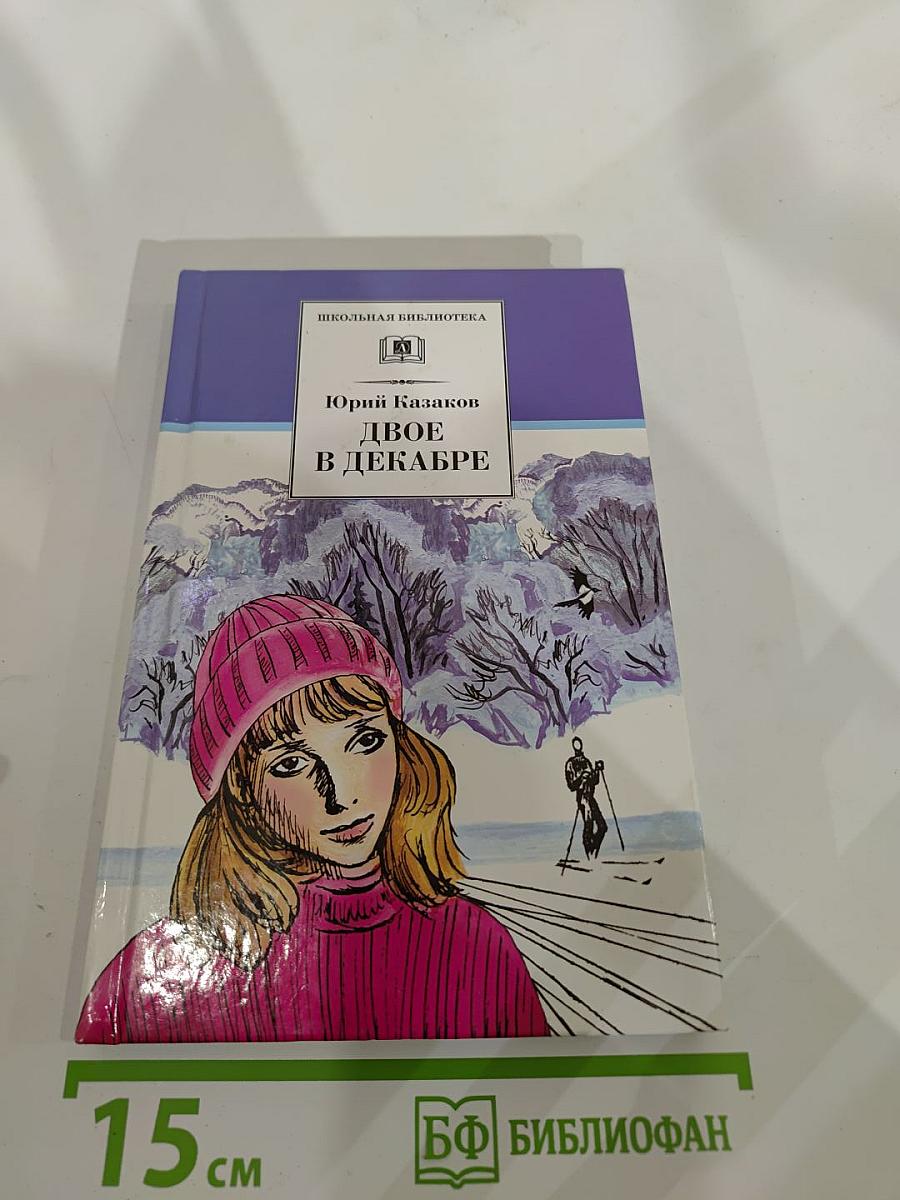 ШКОЛЬНАЯ БИБЛИОТЕКА
Юрий Казаков
ДВОЕ
В ДЕКАБРЕ
15 см
БФ БИБЛИОФАН